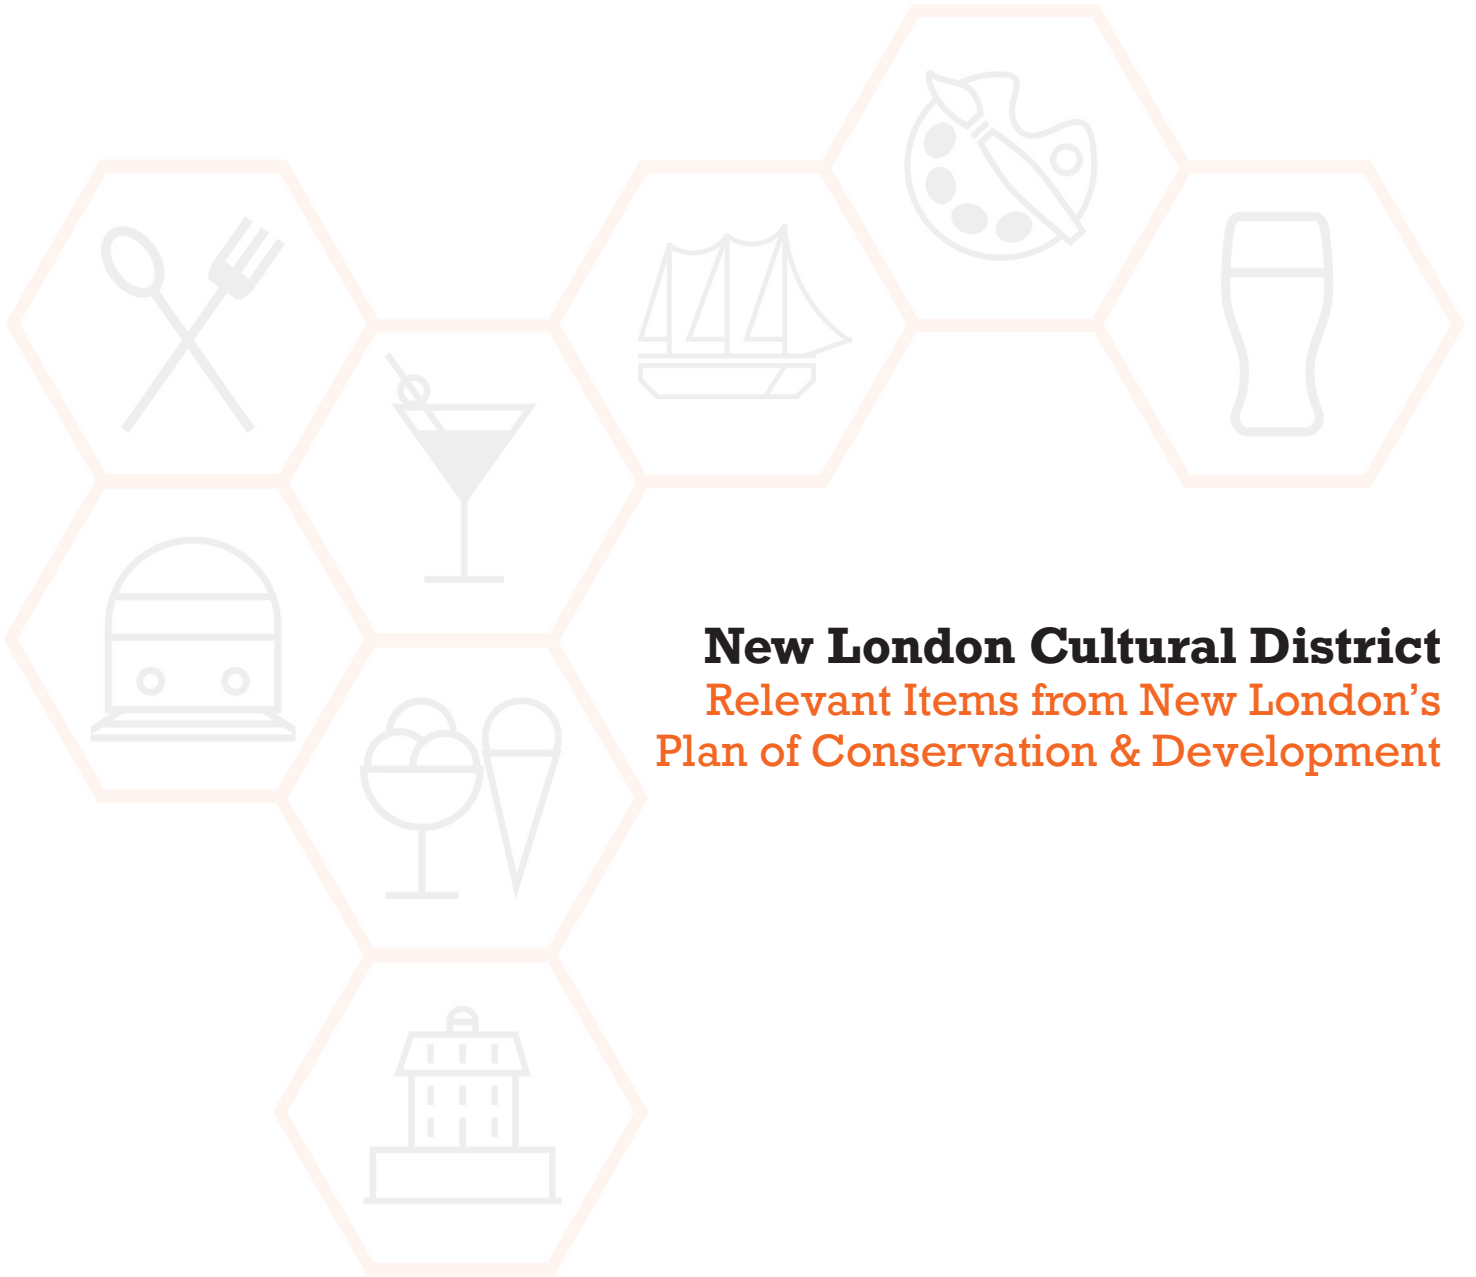 New London Cultural District
Relevant Items from New London’s
Plan of Conservation & Development